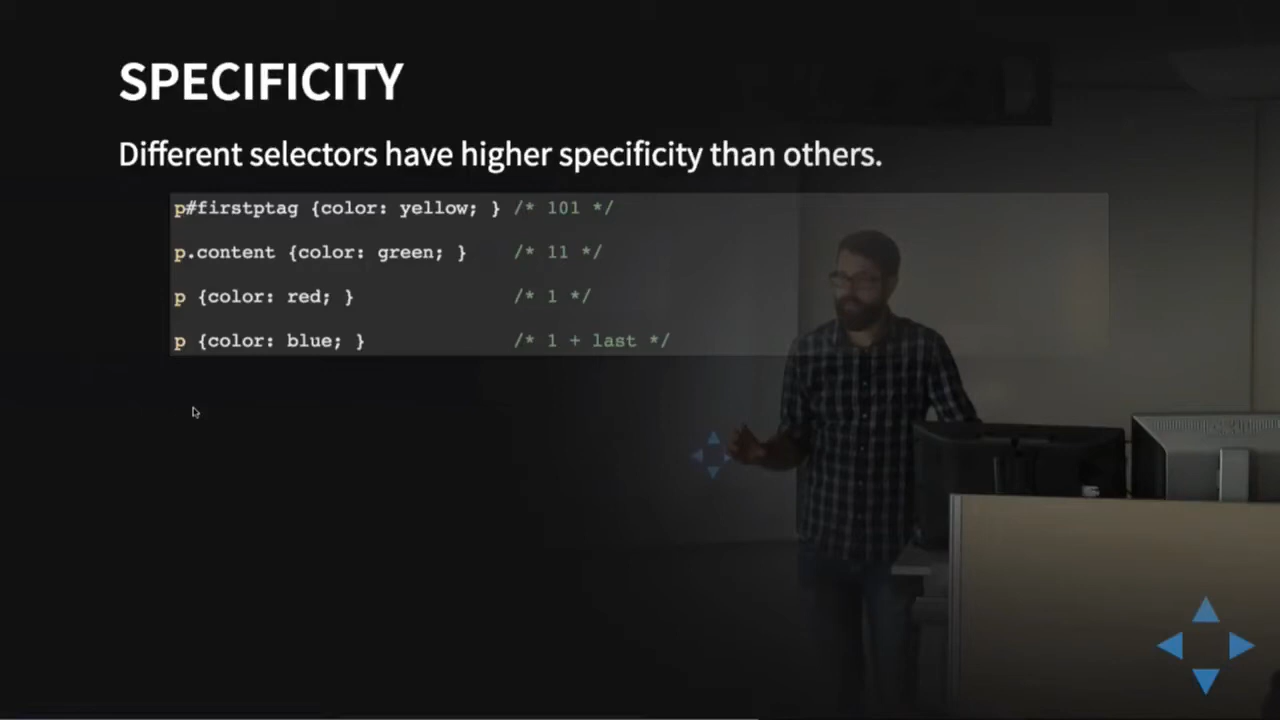 SPECIFICITY
Different selectors have higher specificity than others.
p#firstptag {color: yellow; } /* 101 */
p.content {color: green; } /* 11 */
p {color: red; } /* 1 */
p {color: blue; } /* 1 + last */